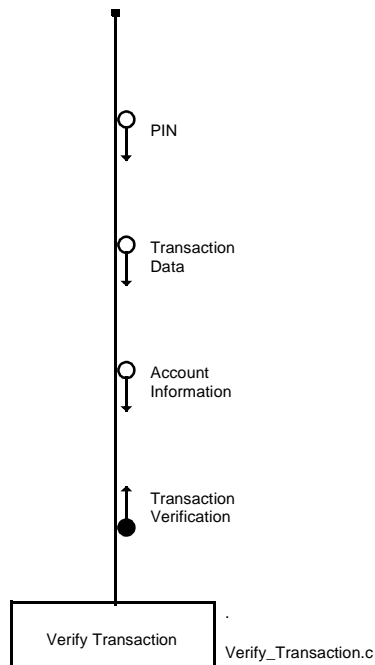 PIN
Transaction
Data
Account
Information
Transaction
Verification
.
Verify Transaction
Verify_Transaction.c